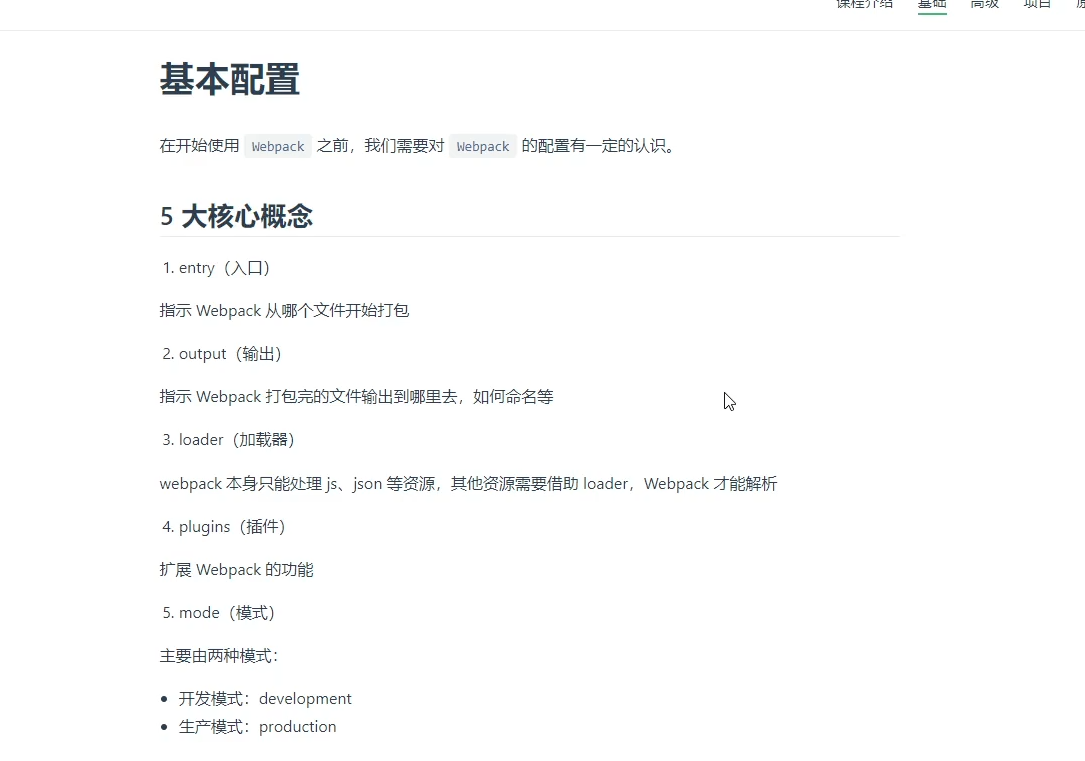 课程介绍 基础 高级 项目
基本配置
在开始使用 Webpack 之前，我们需要对 Webpack 的配置有一定的认识。
5 大核心概念
1. entry（入口）
指示 Webpack 从哪个文件开始打包
2. output（输出）
指示 Webpack 打包完的文件输出到哪里去，如何命名等
3. loader（加载器）
webpack 本身只能处理 js、json 等资源，其他资源需要借助 loader，Webpack 才能解析
4. plugins（插件）
扩展 Webpack 的功能
5. mode（模式）
主要由两种模式：
• 开发模式：development
• 生产模式：production